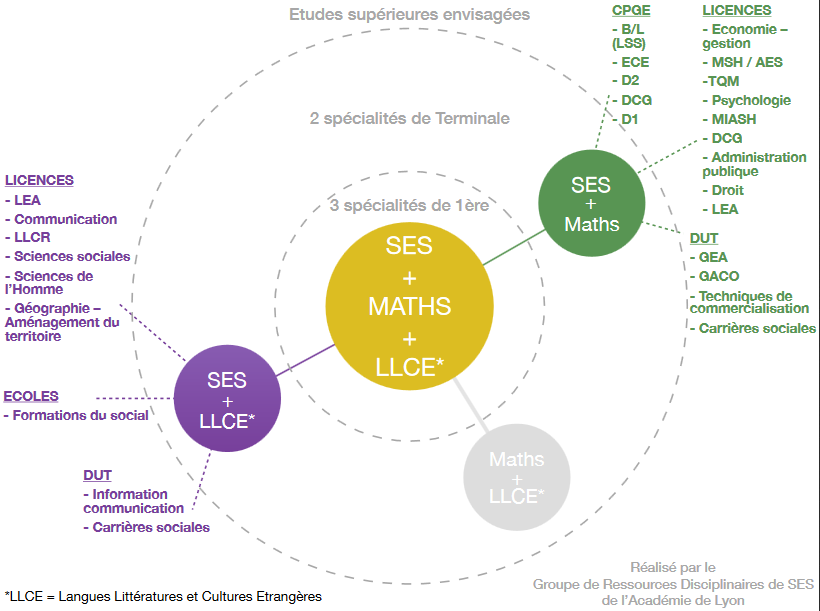 Etudes supérieures envisagées
2 spécialités de Terminale
3 spécialités de 1ère
SES
+
MATHS
+
LLCE*
SES
+
Maths
SES
+
LLCE*
Maths
+
LLCE*
CPGE
- B/L
(LSS)
- ECE
- D2
- DCG
- D1
LICENCES
- Economie –
gestion
- MSH / AES
-TQM
- Psychologie
- MIASH
- DCG
- Administration
publique
- Droit
- LEA
DUT
- GEA
- GACO
- Techniques de
commercialisation
- Carrières sociales
LICENCES
- LEA
- Communication
- LLCR
- Sciences sociales
- Sciences de
l'Homme
- Géographie –
Aménagement du
territoire
ECOLES
- Formations du social
DUT
- Information
communication
- Carrières sociales
*LLCE = Langues Littératures et Cultures Etrangères
Réalisé par le
Groupe de Ressources Disciplinaires de SES
de l'Académie de Lyon